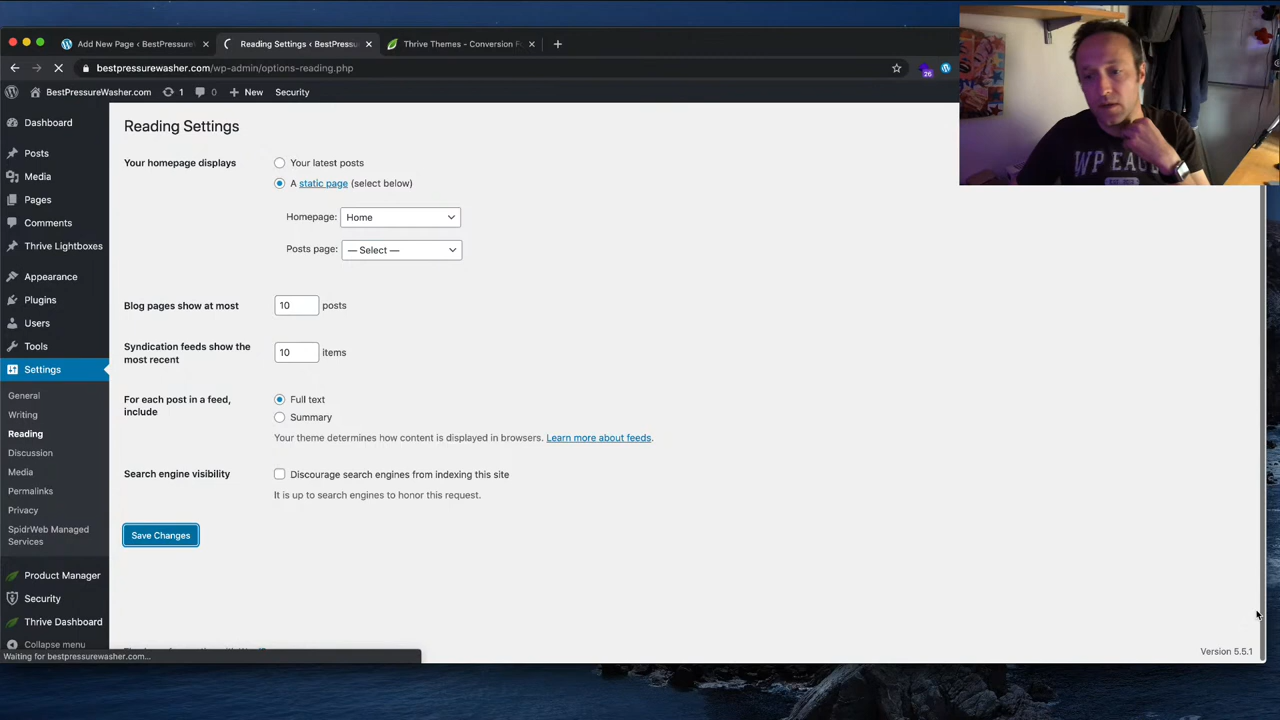 Add New Page ‹ BestPressureW
Reading Settings ‹ BestPressu
Thrive Themes - Conversion F
bestpressurewasher.com/wp-admin/options-reading.php
26
BestPressureWasher.com
1
0
New
Security
Dashboard
Posts
Media
Pages
Comments
Thrive Lightboxes
Appearance
Plugins
Users
Tools
Settings
General
Writing
Reading
Discussion
Media
Permalinks
Privacy
SpidrWeb Managed
Services
Product Manager
Security
Thrive Dashboard
Collapse menu
Reading Settings
Your homepage displays
Your latest posts
A static page (select below)
Homepage: Home
Posts page: — Select —
Blog pages show at most 10 posts
Syndication feeds show the
most recent
10 items
For each post in a feed,
include
Full text
Summary
Your theme determines how content is displayed in browsers. Learn more about feeds.
Search engine visibility
Discourage search engines from indexing this site
It is up to search engines to honor this request.
Save Changes
Version 5.5.1
Waiting for bestpressurewasher.com...
WP EAG